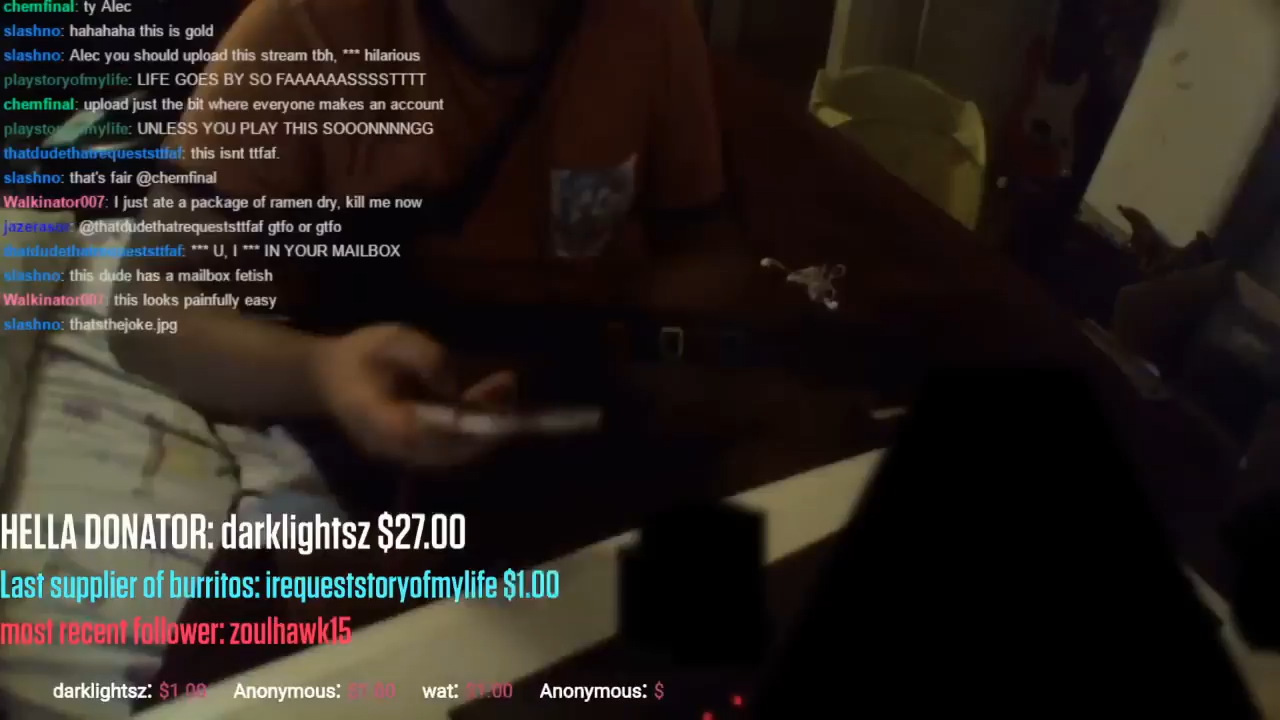 chemfinal: ty Alec
slashno: hahahaha this is gold
slashno: Alec you should upload this stream tbh, *** hilarious
playstoryofmylife: LIFE GOES BY SO FAAAAAASSSSTTTT
chemfinal: upload just the bit where everyone makes an account
playstoryofmylife: UNLESS YOU PLAY THIS SOOONNNNGG
thatdudethatrequeststtfaf: this isnt ttfaf.
slashno: that's fair @chemfinal
Walkinator007: I just ate a package of ramen dry, kill me now
@thatdudethatrequeststtfaf gtfo or gtfo
thatdudethatrequeststtfaf: *** U, I *** IN YOUR MAILBOX
slashno: this dude has a mailbox fetish
Walkinator007: this looks painfully easy
slashno: thatsthejoke.jpg
HELLA DONATOR: darklightsz $27.00
Last supplier of burritos: irequeststoryofmylife $1.00
most recent follower: zoulhawk15
darklightsz: $1.00 Anonymous: $1.00 wat: $1.00 Anonymous: $